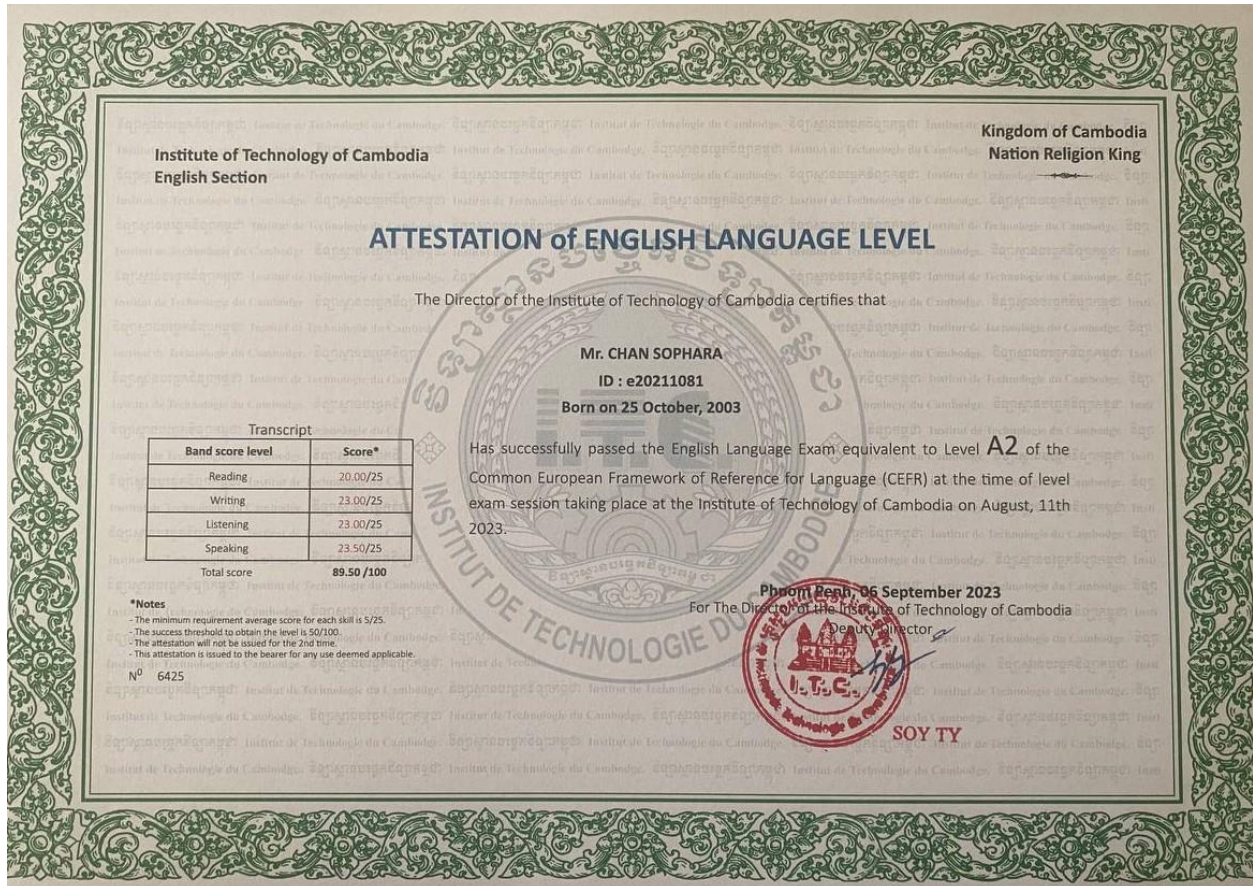 Institute of Technology of Cambodia
English Section
Kingdom of Cambodia
Nation Religion King
ATTESTATION of ENGLISH LANGUAGE LEVEL
The Director of the Institute of Technology of Cambodia certifies that
Mr. CHAN SOPHARA
ID : e20211081
Born on 25 October, 2003
Transcript
Band score level Score*
Reading 20.00/25
Writing 23.00/25
Listening 23.00/25
Speaking 23.50/25
Total score 89.50 /100
Has successfully passed the English Language Exam equivalent to Level A2 of the
Common European Framework of Reference for Language (CEFR) at the time of level
exam session taking place at the Institute of Technology of Cambodia on August, 11th
2023.
*Notes
- The minimum requirement average score for each skill is 5/25.
- The success threshold to obtain the level is 50/100.
- The attestation will not be issued for the 2nd time.
- This attestation is issued to the bearer for any use deemed applicable.
N⁰ 6425
Phnom Penh, 06 September 2023
For The Director of the Institute of Technology of Cambodia
Deputy Director
I.T.C.
SOY TY
ITC
INSTITUT DE TECHNOLOGIE DU CAMBODGE